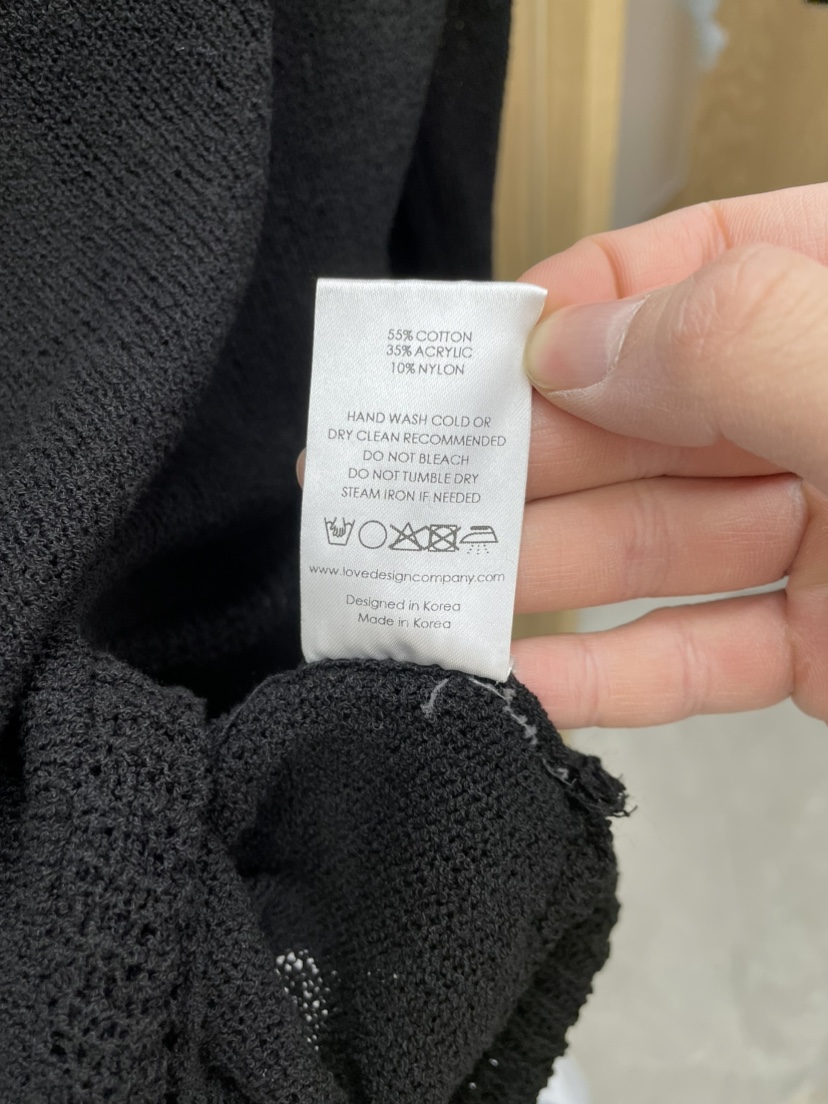 55% COTTON
35% ACRYLIC
10% NYLON
HAND WASH COLD OR
DRY CLEAN RECOMMENDED
DO NOT BLEACH
DO NOT TUMBLE DRY
STEAM IRON IF NEEDED
www.lovedesigncompany.com
Designed in Korea
Made in Korea